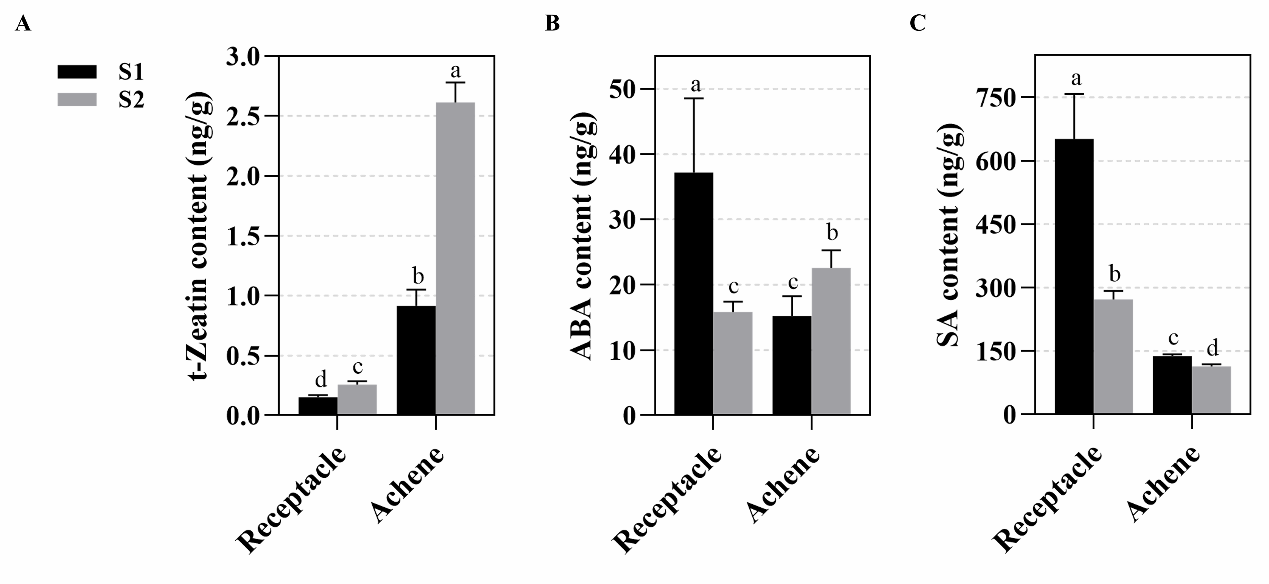 A
S1
S2
t-Zeatin content (ng/g)
3.0
2.5
2.0
1.5
1.0
0.5
0.0
d
c
b
a
Receptacle
Achene
B
ABA content (ng/g)
50
40
30
20
10
0
a
c
c
b
Receptacle
Achene
C
SA content (ng/g)
750
600
450
300
150
0
a
b
c
d
Receptacle
Achene